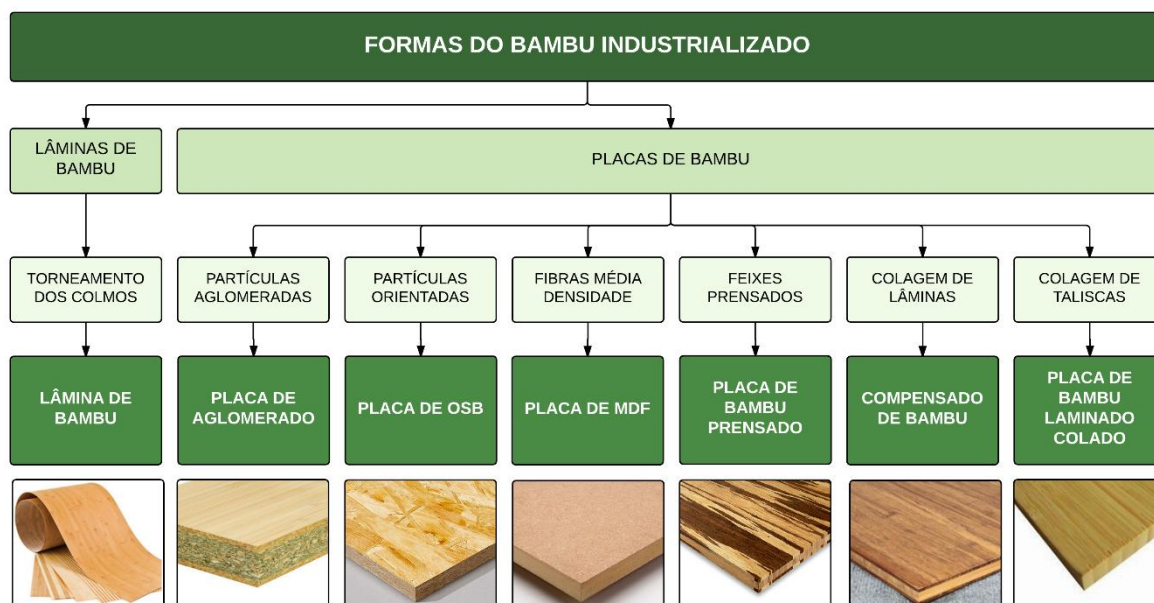 FORMAS DO BAMBU INDUSTRIALIZADO
LÂMINAS DE
BAMBU
PLACAS DE BAMBU
TORNEAMENTO
DOS COLMOS
PARTÍCULAS
AGLOMERADAS
PARTÍCULAS
ORIENTADAS
FIBRAS MÉDIA
DENSIDADE
FEIXES
PRENSADOS
COLAGEM DE
LÂMINAS
COLAGEM DE
TALISCAS
LÂMINA DE
BAMBU
PLACA DE
AGLOMERADO
PLACA DE OSB
PLACA DE MDF
PLACA DE
BAMBU
PRENSADO
COMPENSADO
DE BAMBU
PLACA DE
BAMBU
LAMINADO
COLADO